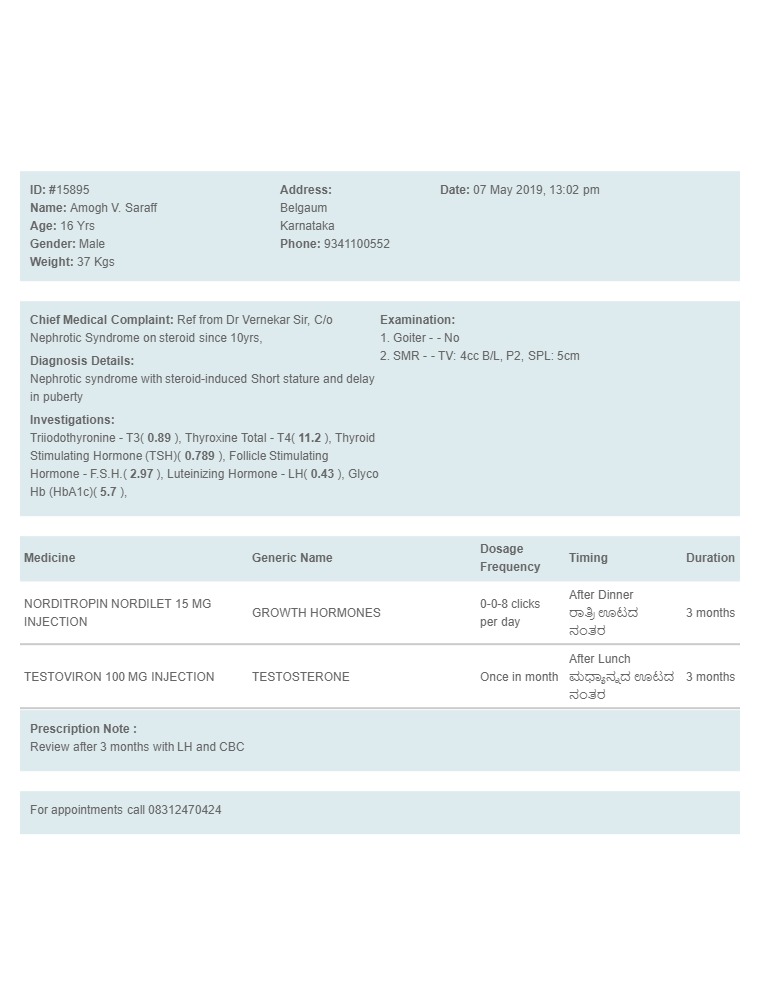 ID: #15895
Name: Amogh V. Saraff
Age: 16 Yrs
Gender: Male
Weight: 37 Kgs
Address:
Belgaum
Karnataka
Phone: 9341100552
Date: 07 May 2019, 13:02 pm
Chief Medical Complaint: Ref from Dr Vernekar Sir, C/o
Nephrotic Syndrome on steroid since 10yrs,
Diagnosis Details:
Nephrotic syndrome with steroid-induced Short stature and delay
in puberty
Investigations:
Triiodothyronine - T3( 0.89 ), Thyroxine Total - T4( 11.2 ), Thyroid
Stimulating Hormone (TSH)( 0.789 ), Follicle Stimulating
Hormone - F.S.H.( 2.97 ), Luteinizing Hormone - LH( 0.43 ), Glyco
Hb (HbA1c)( 5.7 ),
Examination:
1. Goiter - - No
2. SMR - - TV: 4cc B/L, P2, SPL: 5cm
Medicine Generic Name Dosage Frequency Timing Duration
NORDITROPIN NORDILET 15 MG
INJECTION
GROWTH HORMONES
0-0-8 clicks
per day
After Dinner
ರಾತ್ರಿ ಊಟದ
ನಂತರ
3 months
TESTOVIRON 100 MG INJECTION
TESTOSTERONE
Once in month
After Lunch
ಮಧ್ಯಾನ್ಹದ ಊಟದ
ನಂತರ
3 months
Prescription Note :
Review after 3 months with LH and CBC
For appointments call 08312470424